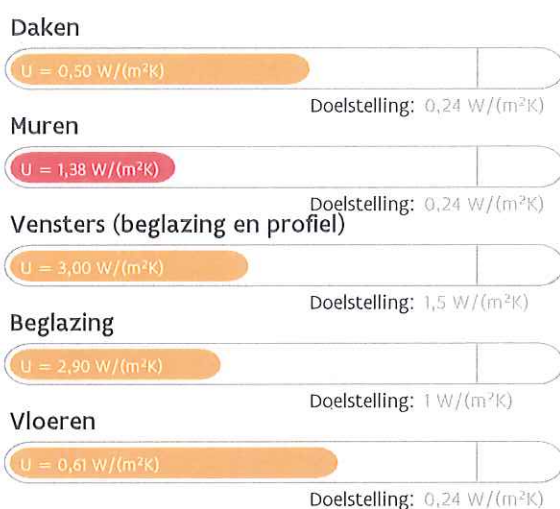 Daken
U = 0,50 W/(m²K)
Doelstelling: 0,24 W/(m²K)
Muren
U = 1,38 W/(m²K)
Doelstelling: 0,24 W/(m²K)
Vensters (beglazing en profiel)
U = 3,00 W/(m²K)
Doelstelling: 1,5 W/(m²K)
Beglazing
U = 2,90 W/(m²K)
Doelstelling: 1 W/(m²K)
Vloeren
U = 0,61 W/(m²K)
Doelstelling: 0,24 W/(m²K)